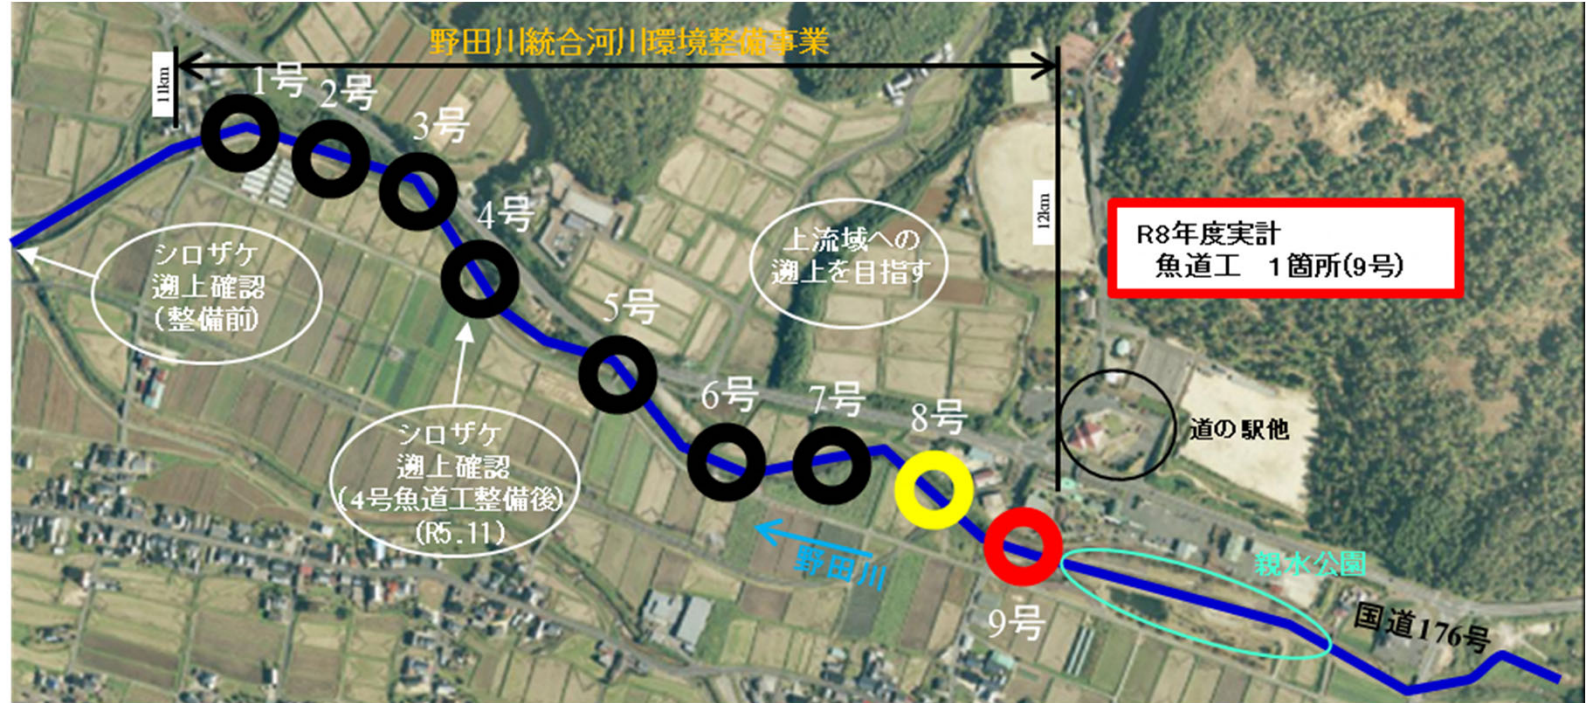 野田川統合河川環境整備事業
11km
1号
2号
3号
4号
5号
6号
7号
8号
9号
12km
シロザケ
遡上確認
(整備前)
シロザケ
遡上確認
(4号魚道工整備後)
(R5.11)
上流域への
遡上を目指す
R8年度実計
魚道工 1箇所(9号)
道の駅他
野田川
親水公園
国道176号